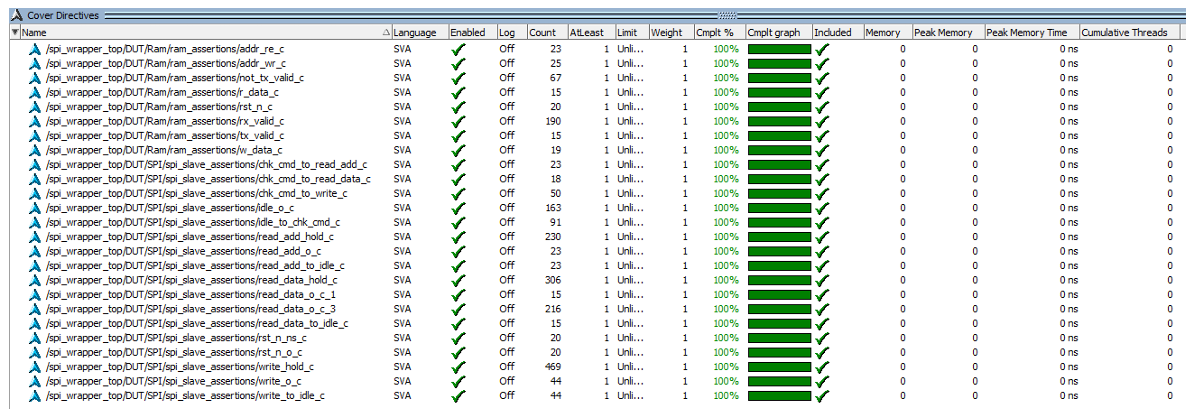 Cover Directives
Name Language Enabled Log Count AtLeast Limit Weight Cmplt % Cmplt graph Included Memory Peak Memory Peak Memory Time Cumulative Threads
/spi_wrapper_top/DUT/Ram/ram_assertions/addr_re_c SVA Off 23 1 Unli... 1 100% 0 0 0 ns 0
/spi_wrapper_top/DUT/Ram/ram_assertions/addr_wr_c SVA Off 25 1 Unli... 1 100% 0 0 0 ns 0
/spi_wrapper_top/DUT/Ram/ram_assertions/not_tx_valid_c SVA Off 67 1 Unli... 1 100% 0 0 0 ns 0
/spi_wrapper_top/DUT/Ram/ram_assertions/r_data_c SVA Off 15 1 Unli... 1 100% 0 0 0 ns 0
/spi_wrapper_top/DUT/Ram/ram_assertions/rst_n_c SVA Off 20 1 Unli... 1 100% 0 0 0 ns 0
/spi_wrapper_top/DUT/Ram/ram_assertions/rx_valid_c SVA Off 190 1 Unli... 1 100% 0 0 0 ns 0
/spi_wrapper_top/DUT/Ram/ram_assertions/tx_valid_c SVA Off 15 1 Unli... 1 100% 0 0 0 ns 0
/spi_wrapper_top/DUT/Ram/ram_assertions/w_data_c SVA Off 19 1 Unli... 1 100% 0 0 0 ns 0
/spi_wrapper_top/DUT/SPI/spi_slave_assertions/chk_cmd_to_read_add_c SVA Off 23 1 Unli... 1 100% 0 0 0 ns 0
/spi_wrapper_top/DUT/SPI/spi_slave_assertions/chk_cmd_to_read_data_c SVA Off 18 1 Unli... 1 100% 0 0 0 ns 0
/spi_wrapper_top/DUT/SPI/spi_slave_assertions/chk_cmd_to_write_c SVA Off 50 1 Unli... 1 100% 0 0 0 ns 0
/spi_wrapper_top/DUT/SPI/spi_slave_assertions/idle_o_c SVA Off 163 1 Unli... 1 100% 0 0 0 ns 0
/spi_wrapper_top/DUT/SPI/spi_slave_assertions/idle_to_chk_cmd_c SVA Off 91 1 Unli... 1 100% 0 0 0 ns 0
/spi_wrapper_top/DUT/SPI/spi_slave_assertions/read_add_hold_c SVA Off 230 1 Unli... 1 100% 0 0 0 ns 0
/spi_wrapper_top/DUT/SPI/spi_slave_assertions/read_add_o_c SVA Off 23 1 Unli... 1 100% 0 0 0 ns 0
/spi_wrapper_top/DUT/SPI/spi_slave_assertions/read_add_to_idle_c SVA Off 23 1 Unli... 1 100% 0 0 0 ns 0
/spi_wrapper_top/DUT/SPI/spi_slave_assertions/read_data_hold_c SVA Off 306 1 Unli... 1 100% 0 0 0 ns 0
/spi_wrapper_top/DUT/SPI/spi_slave_assertions/read_data_o_c_1 SVA Off 15 1 Unli... 1 100% 0 0 0 ns 0
/spi_wrapper_top/DUT/SPI/spi_slave_assertions/read_data_o_c_3 SVA Off 216 1 Unli... 1 100% 0 0 0 ns 0
/spi_wrapper_top/DUT/SPI/spi_slave_assertions/read_data_to_idle_c SVA Off 15 1 Unli... 1 100% 0 0 0 ns 0
/spi_wrapper_top/DUT/SPI/spi_slave_assertions/rst_n_ns_c SVA Off 20 1 Unli... 1 100% 0 0 0 ns 0
/spi_wrapper_top/DUT/SPI/spi_slave_assertions/rst_n_o_c SVA Off 20 1 Unli... 1 100% 0 0 0 ns 0
/spi_wrapper_top/DUT/SPI/spi_slave_assertions/write_hold_c SVA Off 469 1 Unli... 1 100% 0 0 0 ns 0
/spi_wrapper_top/DUT/SPI/spi_slave_assertions/write_o_c SVA Off 44 1 Unli... 1 100% 0 0 0 ns 0
/spi_wrapper_top/DUT/SPI/spi_slave_assertions/write_to_idle_c SVA Off 44 1 Unli... 1 100% 0 0 0 ns 0